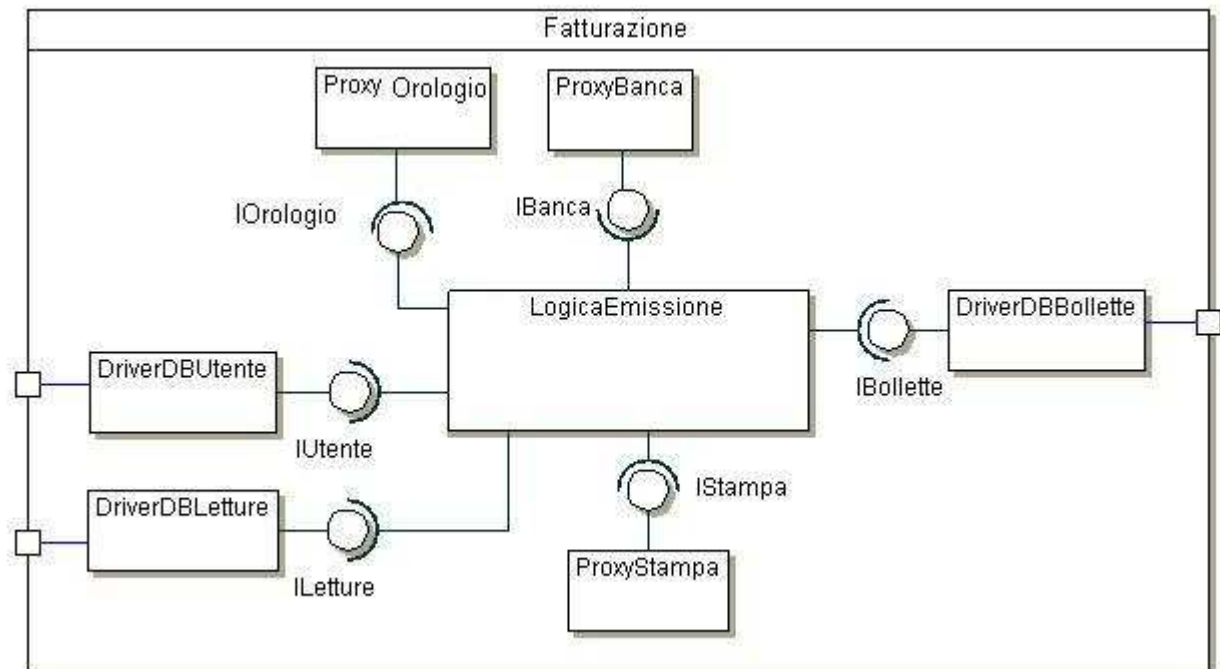 Fatturazione
Proxy Orologio
ProxyBanca
IOrologio
IBanca
LogicaEmissione
DriverDBBollette
DriverDBUtente
IBollette
IUtente
IStampa
DriverDBLetture
ProxyStampa
ILetture